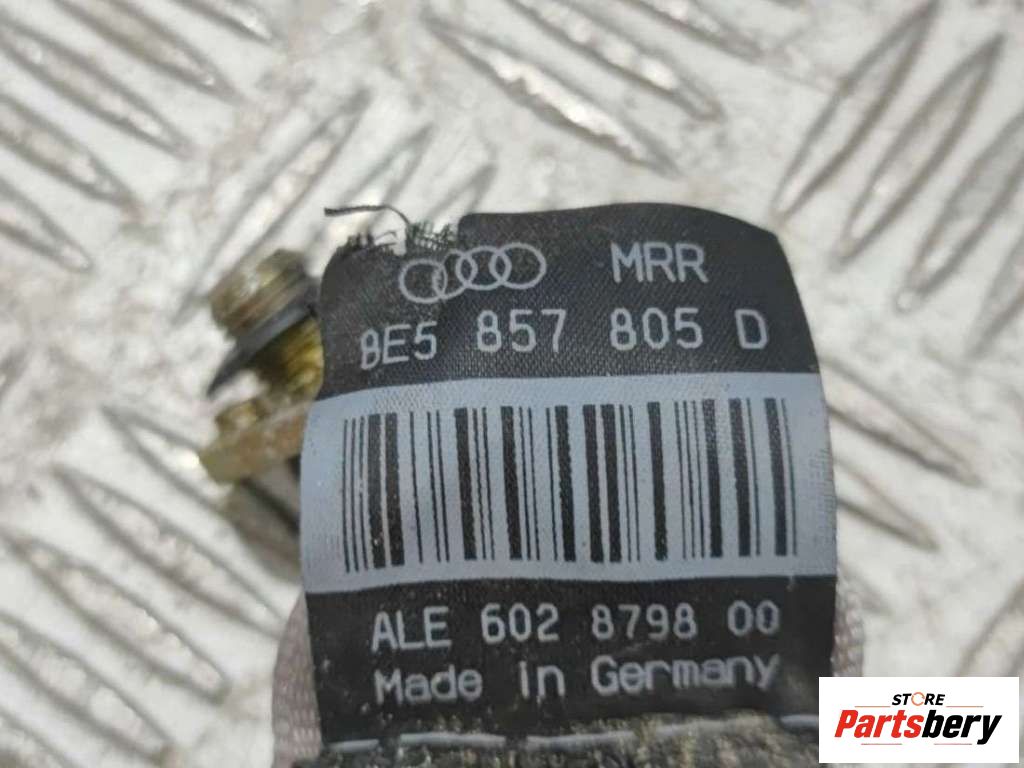 MRR
8E5 857 805 D
ALE 602 8798 00
Made in Germany
STORE
Partsbery